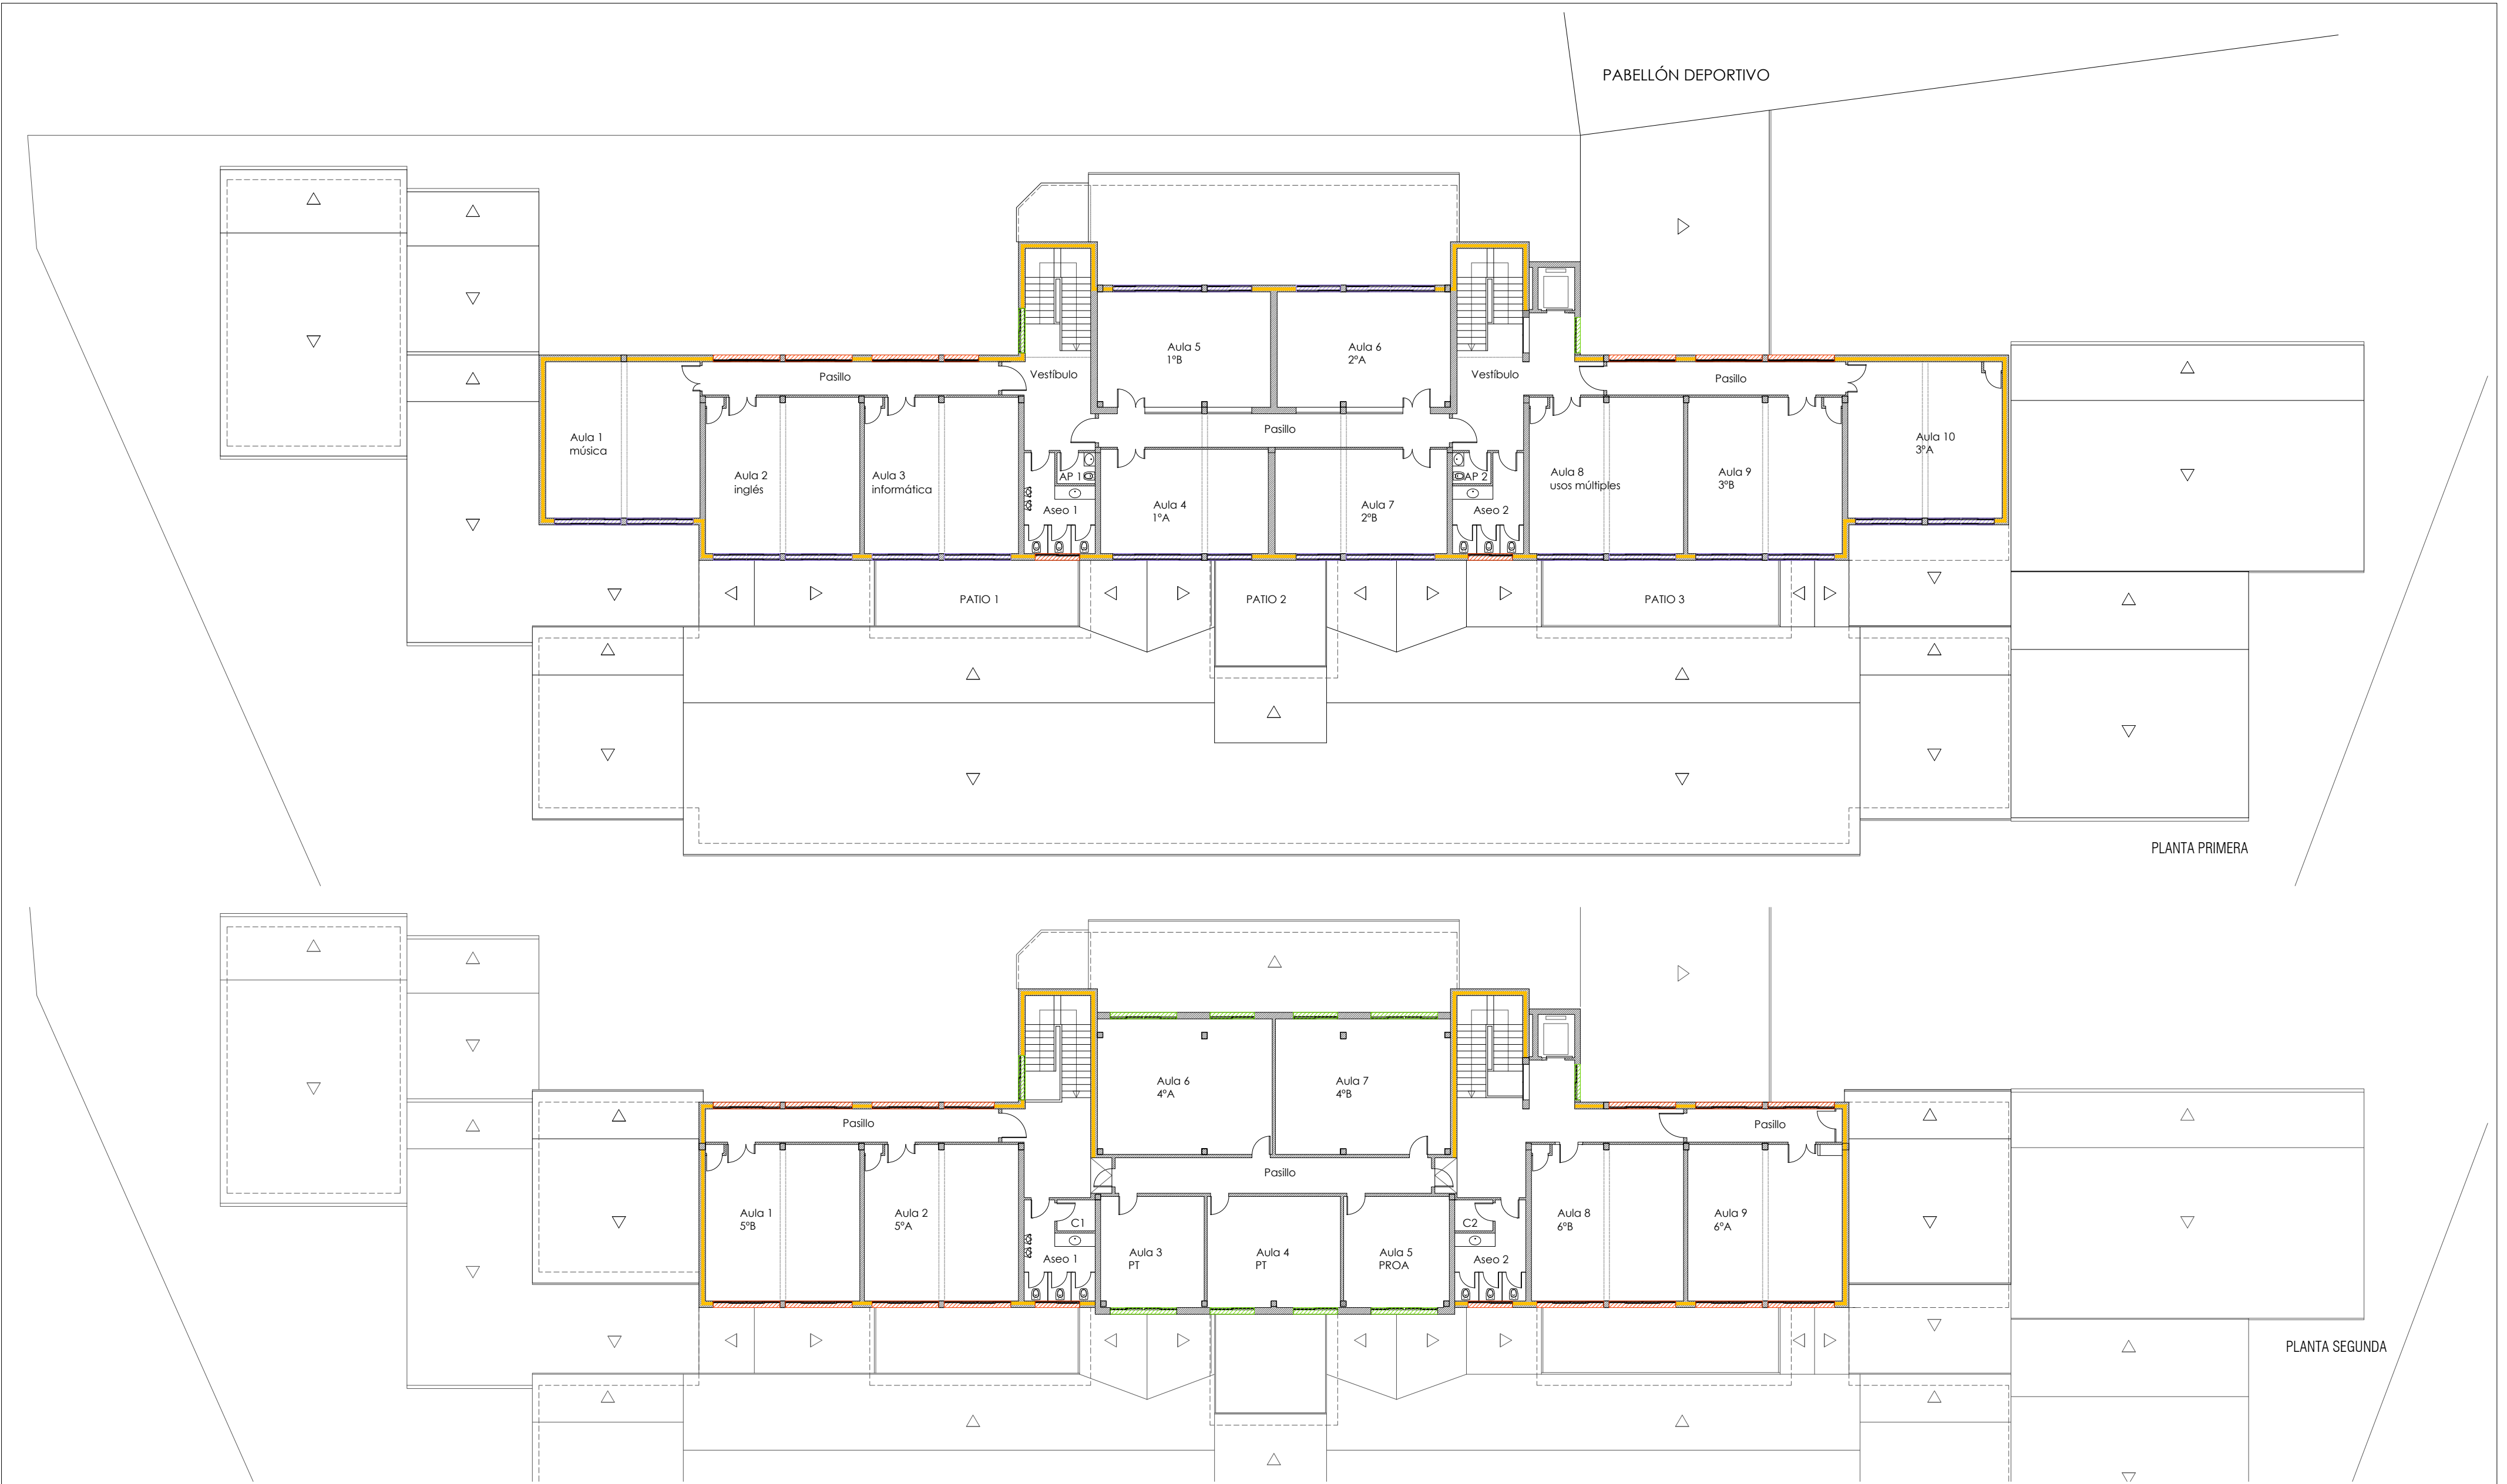 PABELLÓN DEPORTIVO
Aula 5
1ºB
Aula 6
2ºA
Vestíbulo
Vestíbulo
Pasillo
Pasillo
Pasillo
Aula 1
música
Aula 2
inglés
Aula 3
informática
AP 1
AP 2
Aula 8
usos múltiples
Aula 9
3ºB
Aula 10
3ºA
Aseo 1
Aula 4
1ºA
Aula 7
2ºB
Aseo 2
PATIO 1
PATIO 2
PATIO 3
PLANTA PRIMERA
Aula 6
4ºA
Aula 7
4ºB
Pasillo
Pasillo
Pasillo
Aula 1
5ºB
Aula 2
5ºA
C1
C2
Aula 8
6ºB
Aula 9
6ºA
Aseo 1
Aula 3
PT
Aula 4
PT
Aula 5
PROA
Aseo 2
PLANTA SEGUNDA